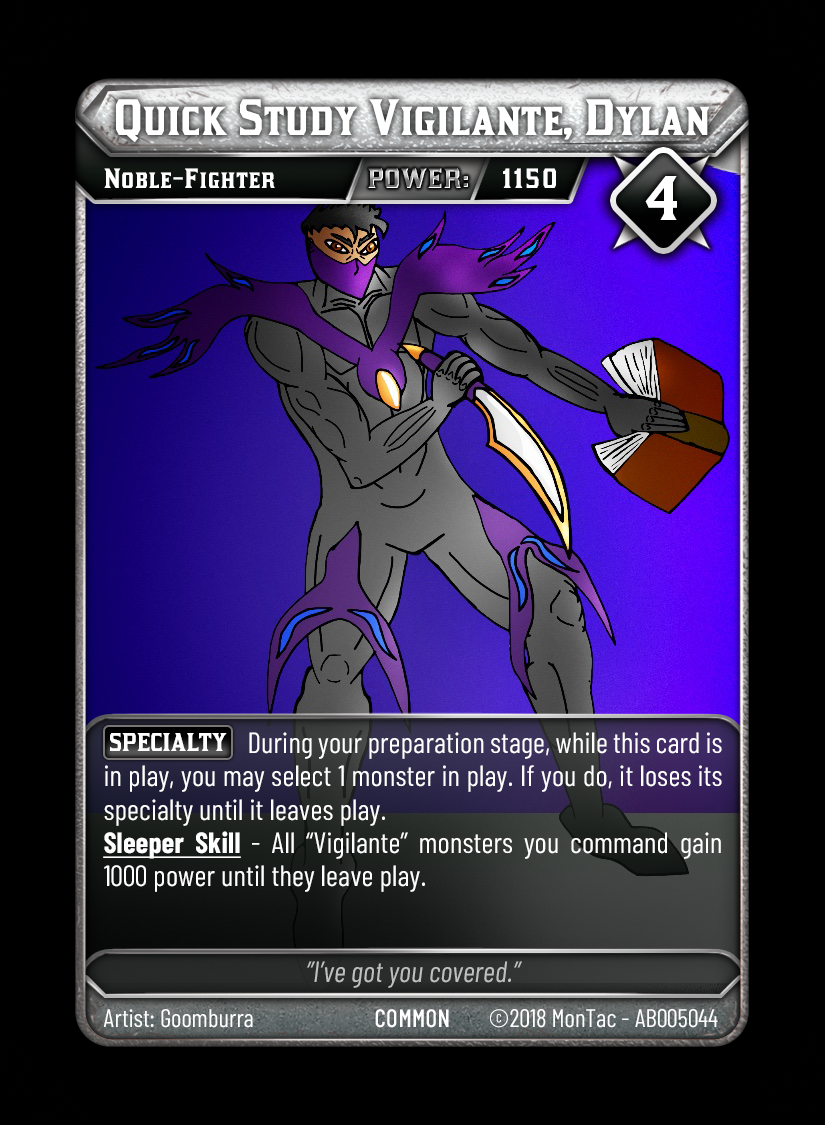 Quick Study Vigilante, Dylan
Noble-Fighter POWER: 1150
4
SPECIALTY During your preparation stage, while this card is
in play, you may select 1 monster in play. If you do, it loses its
specialty until it leaves play.
Sleeper Skill - All “Vigilante” monsters you command gain
1000 power until they leave play.
“I’ve got you covered.”
Artist: Goomburra COMMON ©2018 MonTac - AB005044